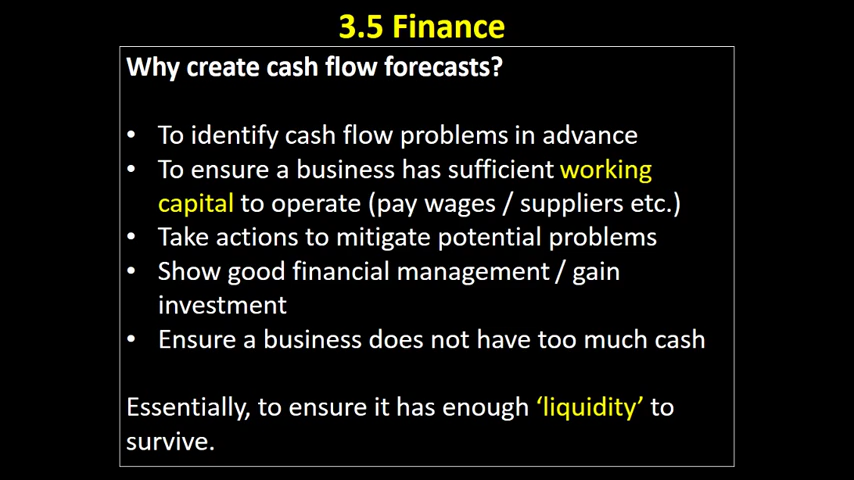 3.5 Finance
Why create cash flow forecasts?
• To identify cash flow problems in advance
• To ensure a business has sufficient working
capital to operate (pay wages / suppliers etc.)
• Take actions to mitigate potential problems
• Show good financial management / gain
investment
• Ensure a business does not have too much cash
Essentially, to ensure it has enough ‘liquidity’ to
survive.